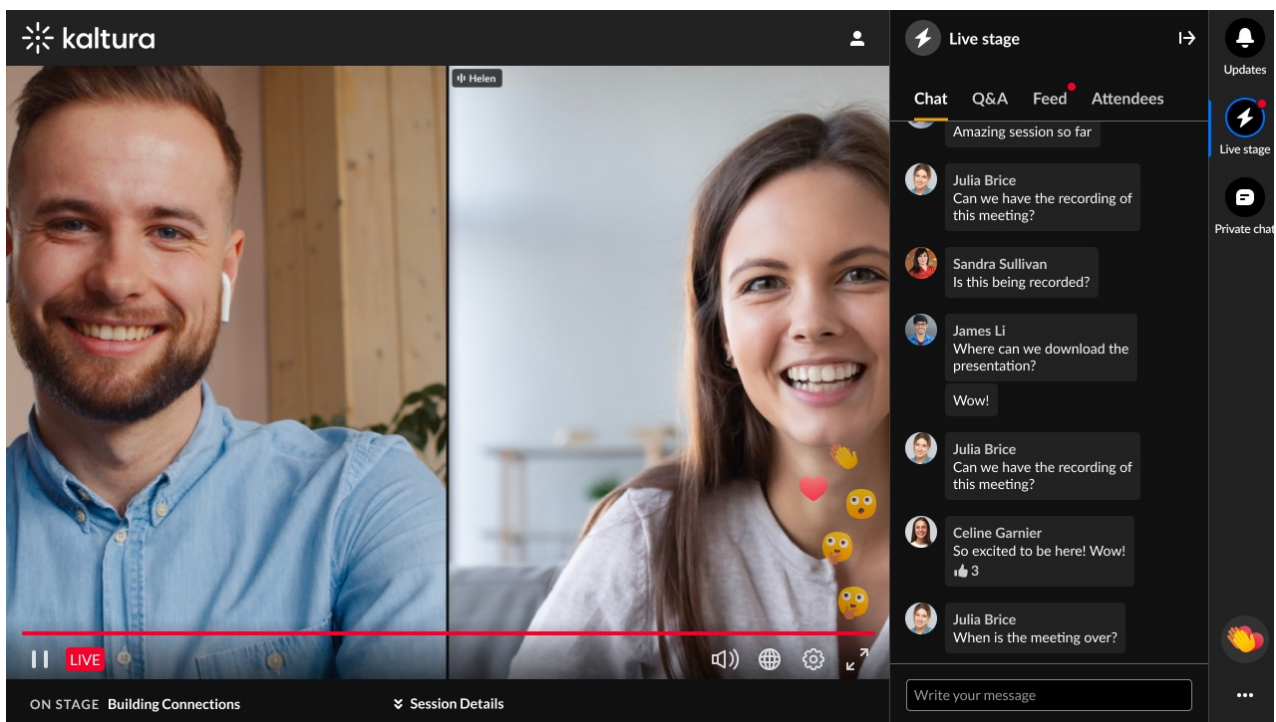 kaltura
Helen
LIVE
ON STAGE Building Connections
Session Details
Live stage
Chat
Q&A
Feed
Attendees
Amazing session so far
Julia Brice
Can we have the recording of
this meeting?
Sandra Sullivan
Is this being recorded?
James Li
Where can we download the
presentation?
Wow!
Julia Brice
Can we have the recording of
this meeting?
Celine Garnier
So excited to be here! Wow!
3
Julia Brice
When is the meeting over?
Write your message
Updates
Live stage
Private chat